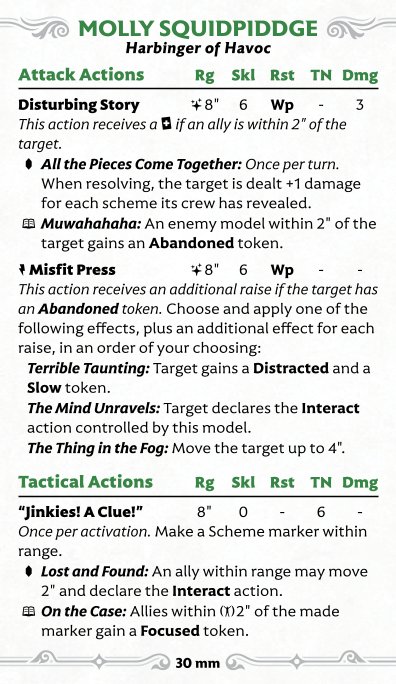 MOLLY SQUIDPIDDGE
Harbinger of Havoc
Attack Actions Rg Skl Rst TN Dmg
Disturbing Story 8" 6 Wp - 3
This action receives a if an ally is within 2" of the
target.
All the Pieces Come Together: Once per turn.
When resolving, the target is dealt +1 damage
for each scheme its crew has revealed.
Muwahahaha: An enemy model within 2" of the
target gains an Abandoned token.
Misfit Press 8" 6 Wp - -
This action receives an additional raise if the target has
an Abandoned token. Choose and apply one of the
following effects, plus an additional effect for each
raise, in an order of your choosing:
Terrible Taunting: Target gains a Distracted and a
Slow token.
The Mind Unravels: Target declares the Interact
action controlled by this model.
The Thing in the Fog: Move the target up to 4".
Tactical Actions Rg Skl Rst TN Dmg
“Jinkies! A Clue!” 8" 0 - 6 -
Once per activation. Make a Scheme marker within
range.
Lost and Found: An ally within range may move
2" and declare the Interact action.
On the Case: Allies within 2" of the made
marker gain a Focused token.
30 mm